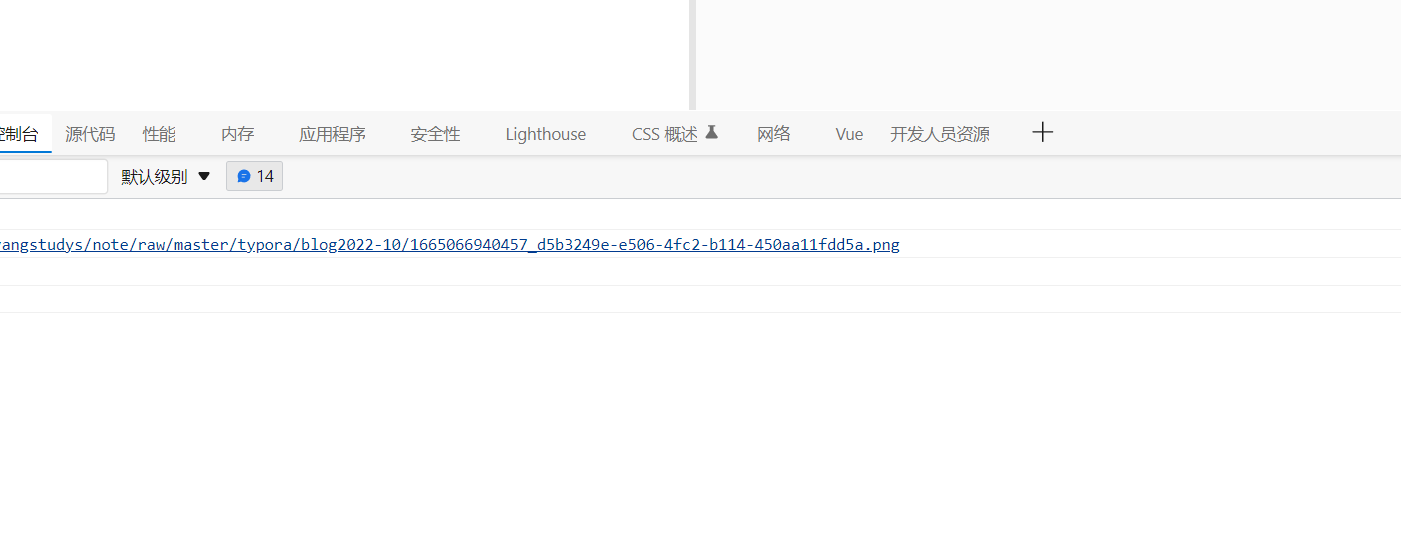 控制台 源代码 性能 内存 应用程序 安全性 Lighthouse CSS 概述 网络 Vue 开发人员资源
默认级别 14
angstudys/note/raw/master/typora/blog2022-10/1665066940457_d5b3249e-e506-4fc2-b114-450aa11fdd5a.png